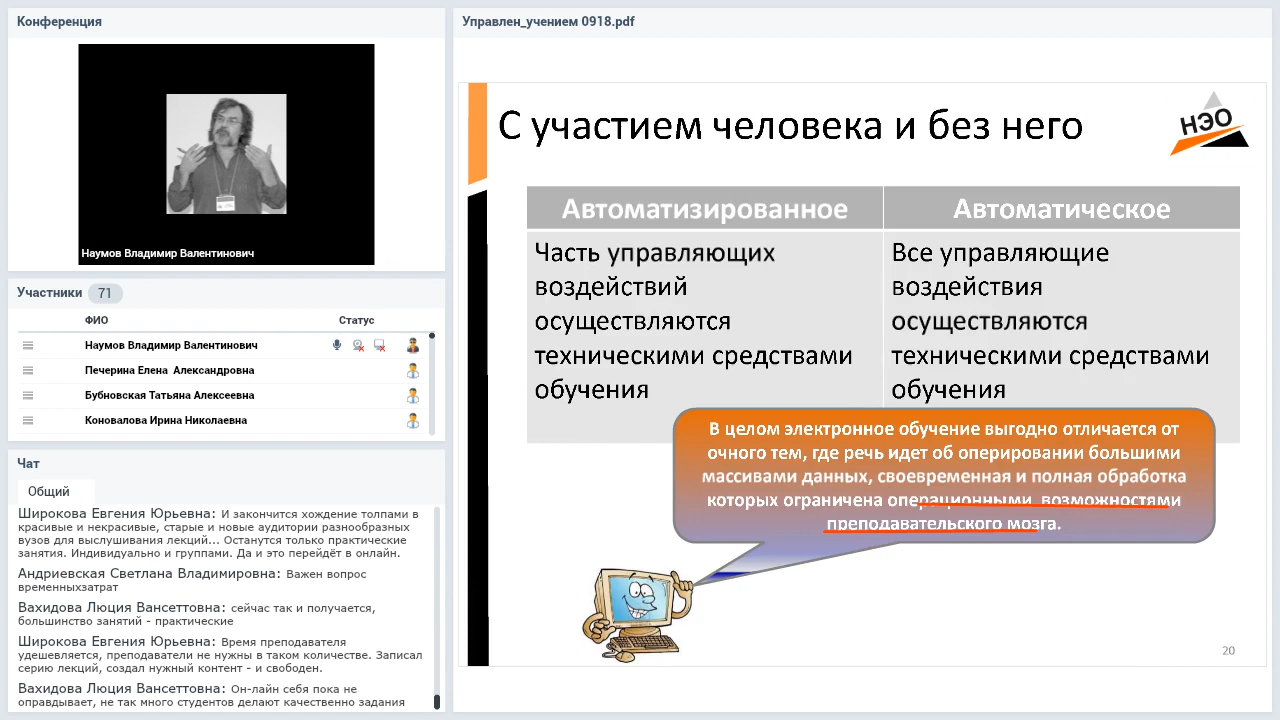 Конференция
Наумов Владимир Валентинович
Участники 71
ФИО Статус
Наумов Владимир Валентинович
Печерина Елена Александровна
Бубновская Татьяна Алексеевна
Коновалова Ирина Николаевна
Чат
Общий
Широкова Евгения Юрьевна: И закончится хождение толпами в
красивые и некрасивые, старые и новые аудитории разнообразных
вузов для выслушивания лекций... Останутся только практические
занятия. Индивидуально и группами. Да и это перейдёт в онлайн.
Андриевская Светлана Владимировна: Важен вопрос
временныхзатрат
Вахидова Люция Вансеттовна: сейчас так и получается,
большинство занятий - практические
Широкова Евгения Юрьевна: Время преподавателя
удешевляется, преподаватели не нужны в таком количестве. Записал
серию лекций, создал нужный контент - и свободен.
Вахидова Люция Вансеттовна: Он-лайн себя пока не
оправдывает, не так много студентов делают качественно задания
Управлен_учением 0918.pdf
С участием человека и без него
НЭО
Автоматизированное
Часть управляющих
воздействий
осуществляются
техническими средствами
обучения
Автоматическое
Все управляющие
воздействия
осуществляются
техническими средствами
обучения
В целом электронное обучение выгодно отличается от
очного тем, где речь идет об оперировании большими
массивами данных, своевременная и полная обработка
которых ограничена операционными возможностями
преподавательского мозга.
20